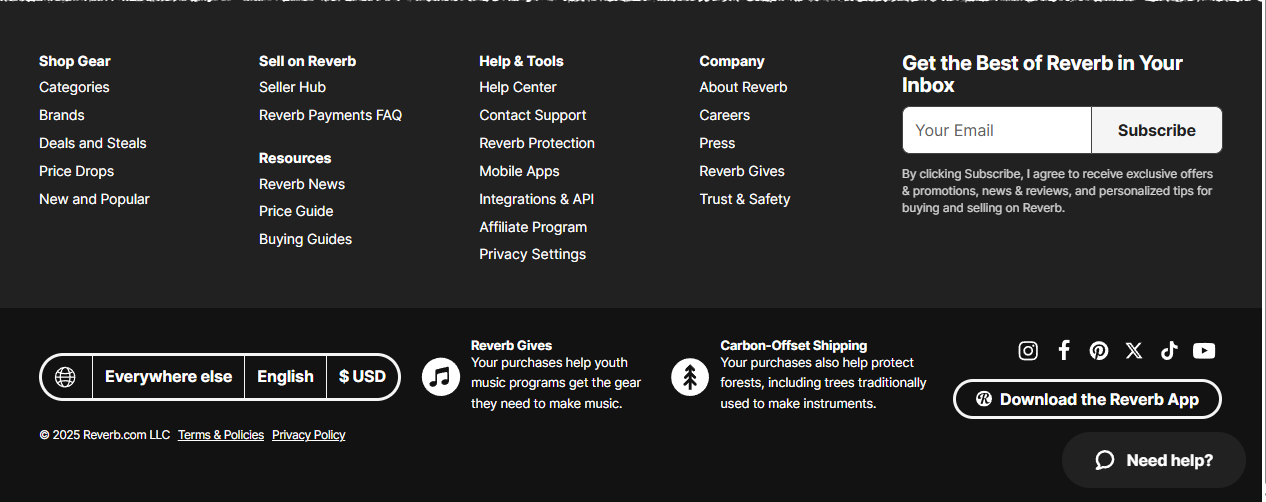 Shop Gear
Categories
Brands
Deals and Steals
Price Drops
New and Popular
Sell on Reverb
Seller Hub
Reverb Payments FAQ
Resources
Reverb News
Price Guide
Buying Guides
Help & Tools
Help Center
Contact Support
Reverb Protection
Mobile Apps
Integrations & API
Affiliate Program
Privacy Settings
Company
About Reverb
Careers
Press
Reverb Gives
Trust & Safety
Get the Best of Reverb in Your
Inbox
Your Email
Subscribe
By clicking Subscribe, I agree to receive exclusive offers
& promotions, news & reviews, and personalized tips for
buying and selling on Reverb.
Everywhere else
English
$ USD
Reverb Gives
Your purchases help youth
music programs get the gear
they need to make music.
Carbon-Offset Shipping
Your purchases also help protect
forests, including trees traditionally
used to make instruments.
Download the Reverb App
© 2025 Reverb.com LLC Terms & Policies Privacy Policy
Need help?